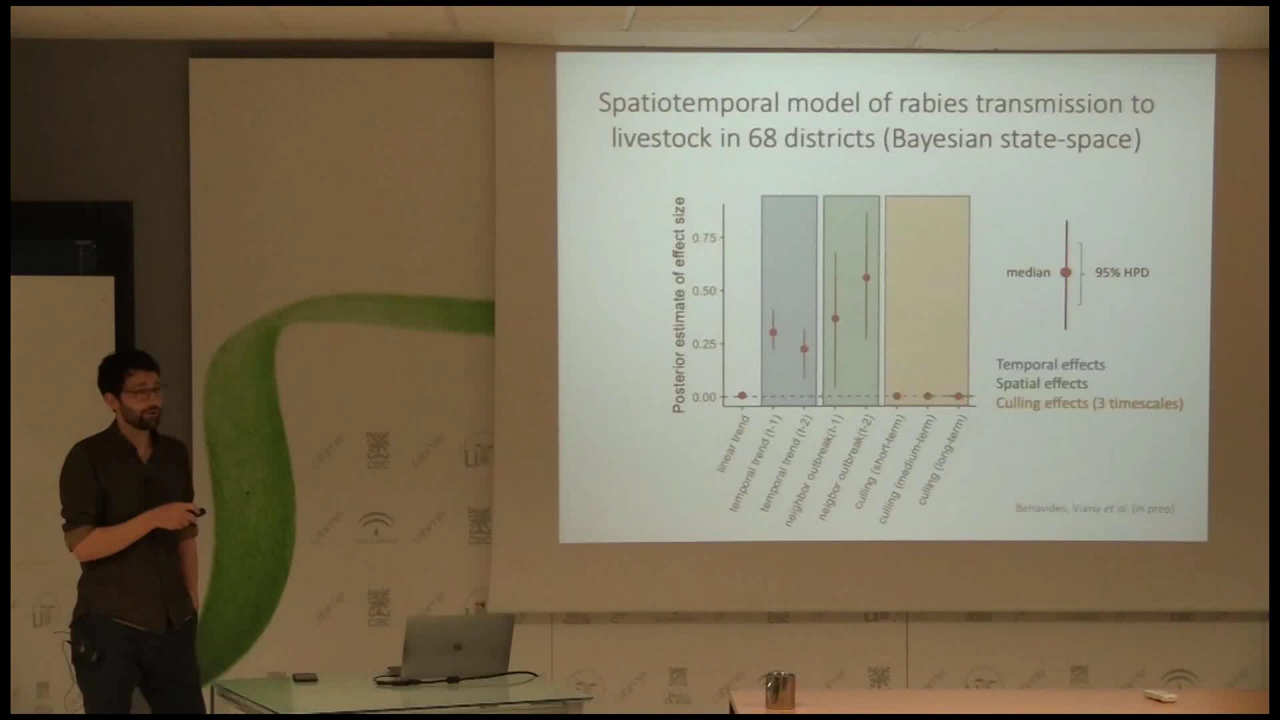 Spatiotemporal model of rabies transmission to
livestock in 68 districts (Bayesian state-space)
Posterior estimate of effect size
0.75
0.50
0.25
0.00
linear trend
temporal trend (t-1)
temporal trend (t-2)
neighbor outbreak(t-1)
neigbor outbreak(t-2)
culling (short-term)
culling (medium-term)
culling (long-term)
median
95% HPD
Temporal effects
Spatial effects
Culling effects (3 timescales)
Benavides, Viana et al. (in prep)